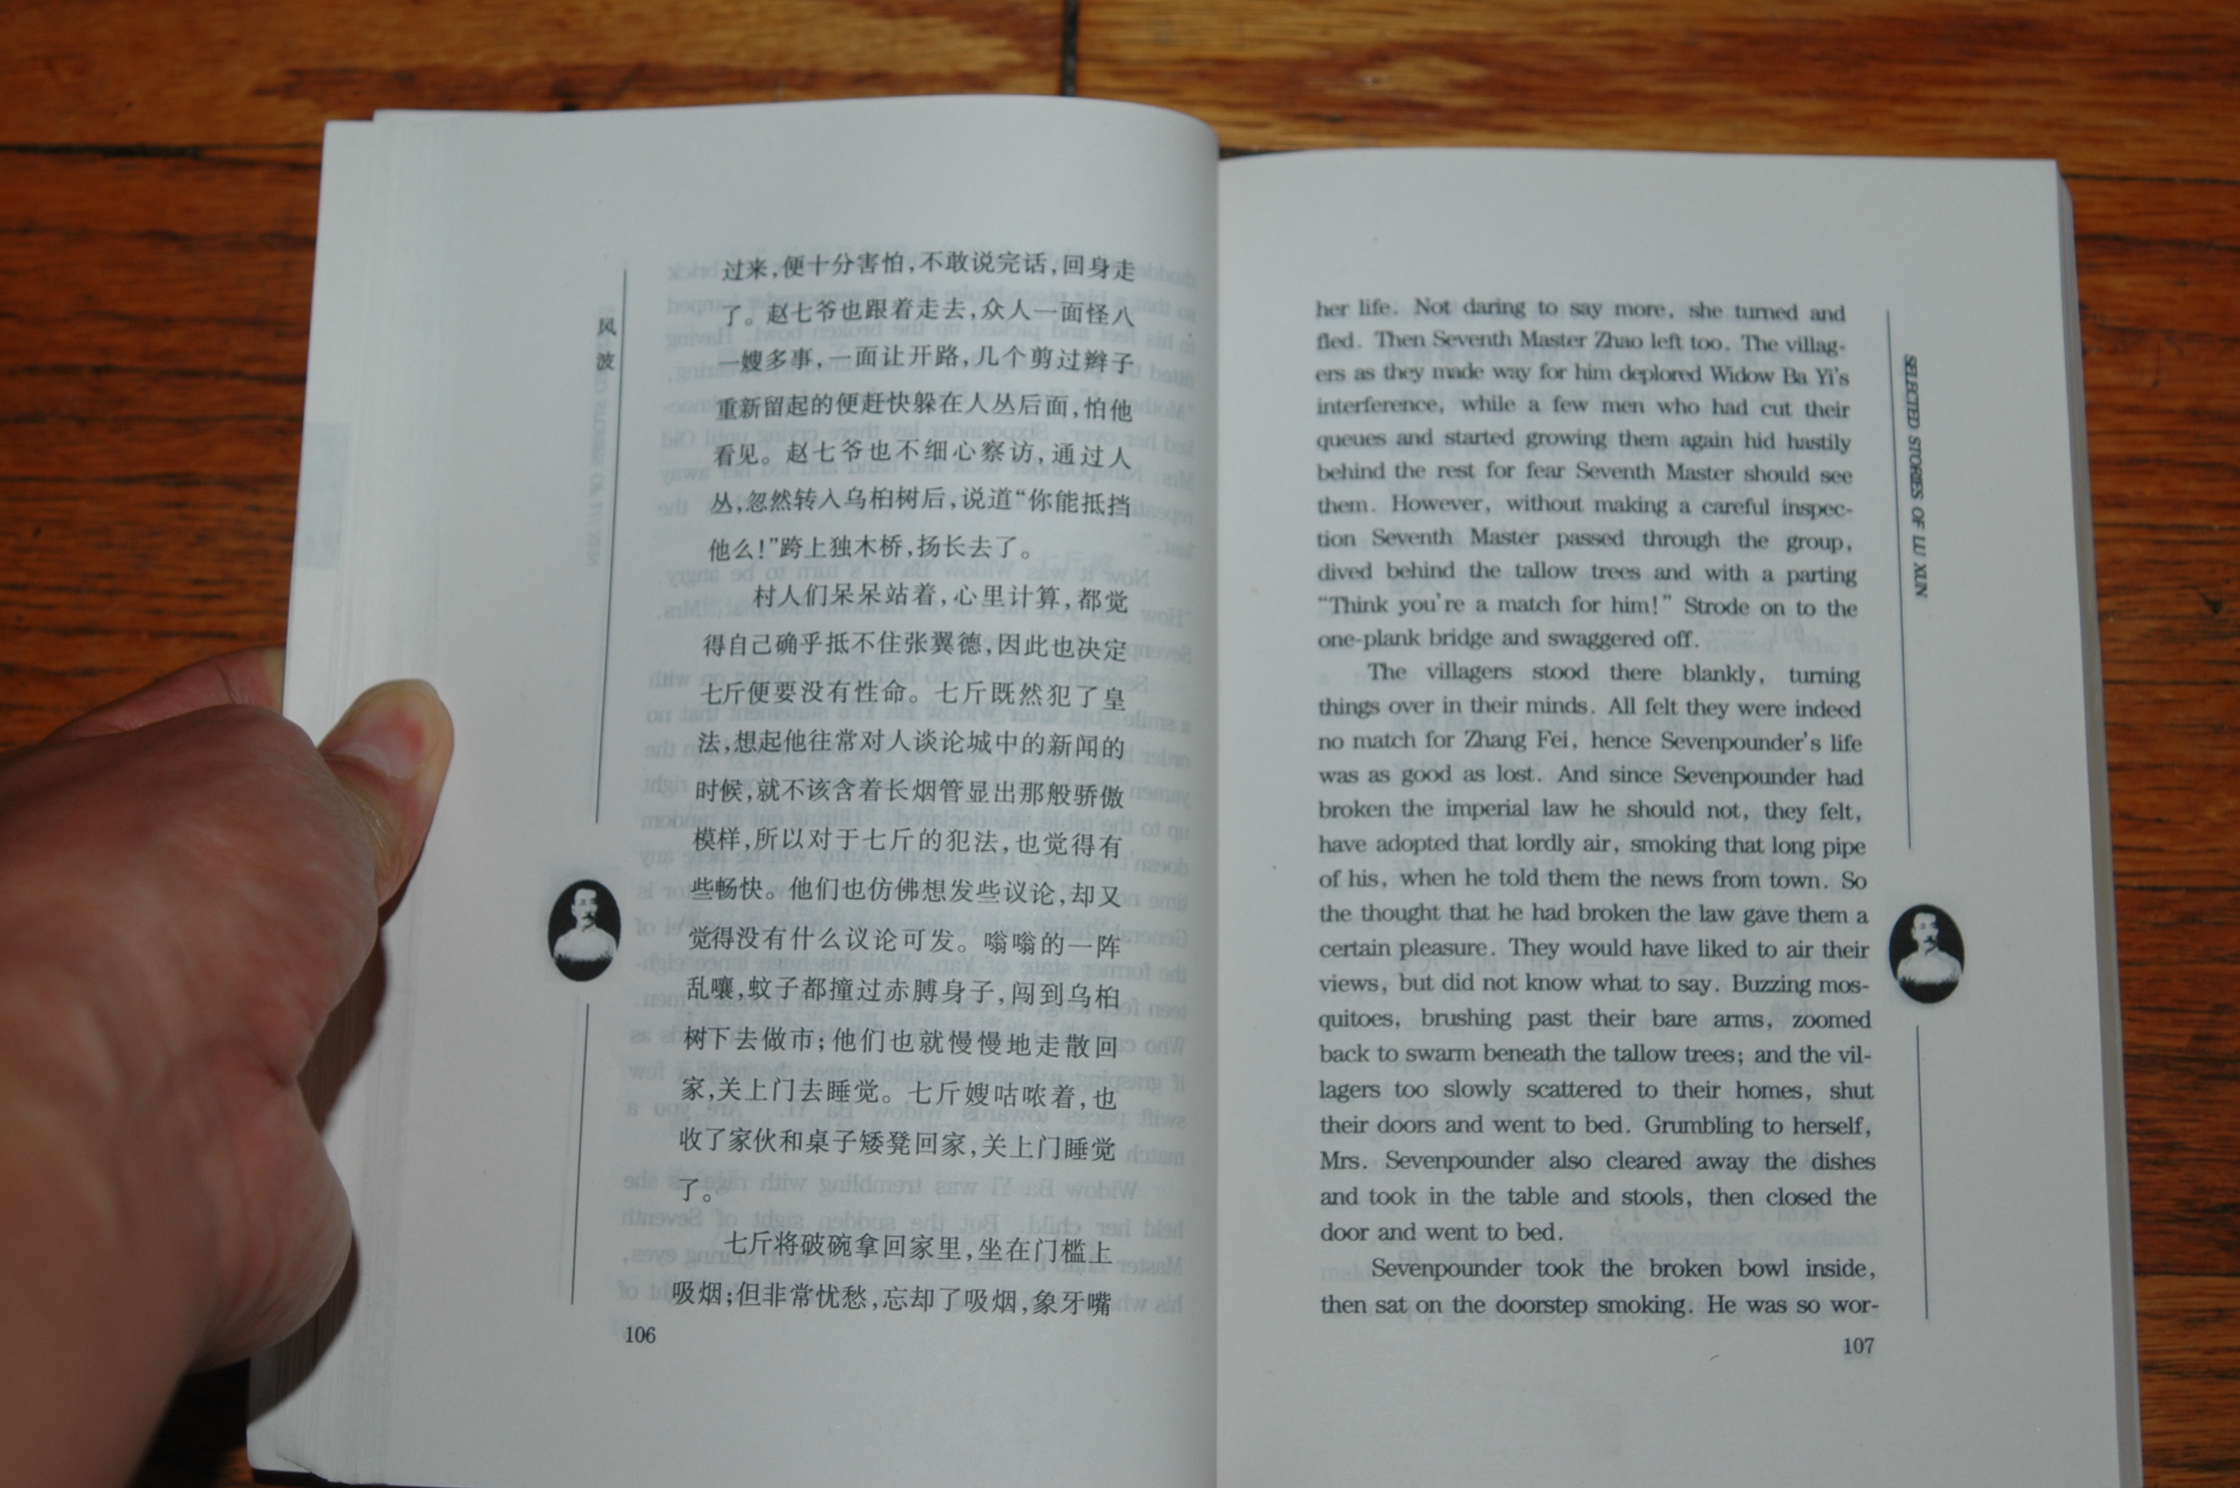 风
波
过来,便十分害怕,不敢说完话,回身走
了。赵七爷也跟着走去,众人一面怪八
一嫂多事,一面让开路,几个剪过辫子
重新留起的便赶快躲在人丛后面,怕他
看见。赵七爷也不细心察访,通过人
丛,忽然转入乌桕树后,说道“你能抵挡
他么!”跨上独木桥,扬长去了。
村人们呆呆站着,心里计算,都觉
得自己确乎抵不住张翼德,因此也决定
七斤便要没有性命。七斤既然犯了皇
法,想起他往常对人谈论城中的新闻的
时候,就不该含着长烟管显出那般骄傲
模样,所以对于七斤的犯法,也觉得有
些畅快。他们也仿佛想发些议论,却又
觉得没有什么议论可发。嗡嗡的一阵
乱嚷,蚊子都撞过赤膊身子,闯到乌桕
树下去做市;他们也就慢慢地走散回
家,关上门去睡觉。七斤嫂咕哝着,也
收了家伙和桌子矮凳回家,关上门睡觉
了。
七斤将破碗拿回家里,坐在门槛上
吸烟;但非常忧愁,忘却了吸烟,象牙嘴
106
SELECTED STORIES OF LU XUN
her life. Not daring to say more, she turned and
fled. Then Seventh Master Zhao left too. The villag-
ers as they made way for him deplored Widow Ba Yi's
interference, while a few men who had cut their
queues and started growing them again hid hastily
behind the rest for fear Seventh Master should see
them. However, without making a careful inspec-
tion Seventh Master passed through the group,
dived behind the tallow trees and with a parting
“Think you're a match for him!” Strode on to the
one-plank bridge and swaggered off.
The villagers stood there blankly, turning
things over in their minds. All felt they were indeed
no match for Zhang Fei, hence Sevenpounder's life
was as good as lost. And since Sevenpounder had
broken the imperial law he should not, they felt,
have adopted that lordly air, smoking that long pipe
of his, when he told them the news from town. So
the thought that he had broken the law gave them a
certain pleasure. They would have liked to air their
views, but did not know what to say. Buzzing mos-
quitoes, brushing past their bare arms, zoomed
back to swarm beneath the tallow trees; and the vil-
lagers too slowly scattered to their homes, shut
their doors and went to bed. Grumbling to herself,
Mrs. Sevenpounder also cleared away the dishes
and took in the table and stools, then closed the
door and went to bed.
Sevenpounder took the broken bowl inside,
then sat on the doorstep smoking. He was so wor-
107